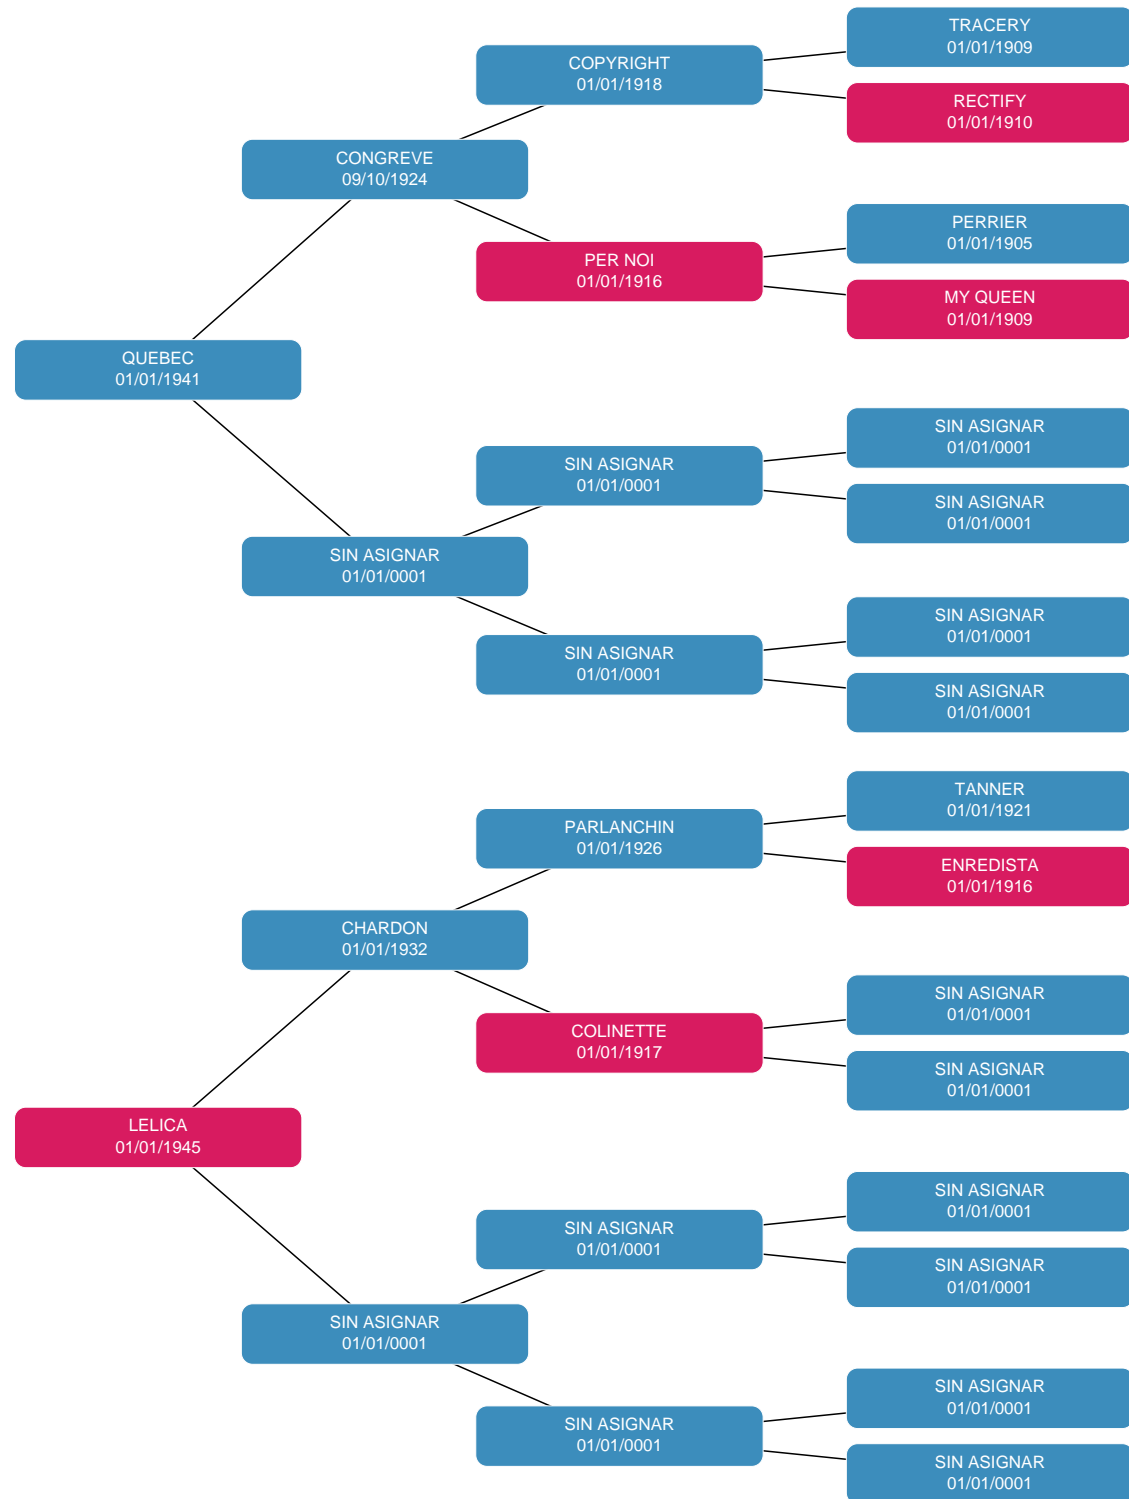 TRACERY
01/01/1909
COPYRIGHT
01/01/1918
RECTIFY
01/01/1910
CONGREVE
09/10/1924
PERRIER
01/01/1905
PER NOI
01/01/1916
MY QUEEN
01/01/1909
QUEBEC
01/01/1941
SIN ASIGNAR
01/01/0001
SIN ASIGNAR
01/01/0001
SIN ASIGNAR
01/01/0001
SIN ASIGNAR
01/01/0001
SIN ASIGNAR
01/01/0001
SIN ASIGNAR
01/01/0001
SIN ASIGNAR
01/01/0001
TANNER
01/01/1921
PARLANCHIN
01/01/1926
ENREDISTA
01/01/1916
CHARDON
01/01/1932
SIN ASIGNAR
01/01/0001
COLINETTE
01/01/1917
SIN ASIGNAR
01/01/0001
LELICA
01/01/1945
SIN ASIGNAR
01/01/0001
SIN ASIGNAR
01/01/0001
SIN ASIGNAR
01/01/0001
SIN ASIGNAR
01/01/0001
SIN ASIGNAR
01/01/0001
SIN ASIGNAR
01/01/0001
SIN ASIGNAR
01/01/0001